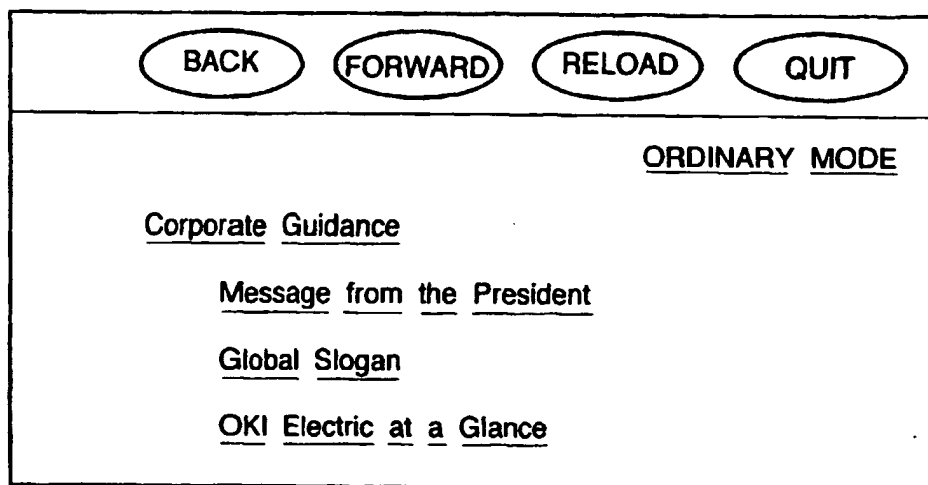 BACK FORWARD RELOAD QUIT
ORDINARY MODE
Corporate Guidance
Message from the President
Global Slogan
OKI Electric at a Glance